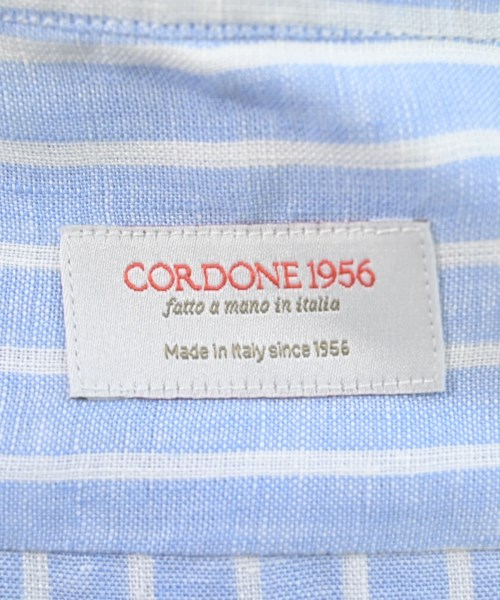 CORDONE 1956
fatto a mano in italia
Made in Italy since 1956